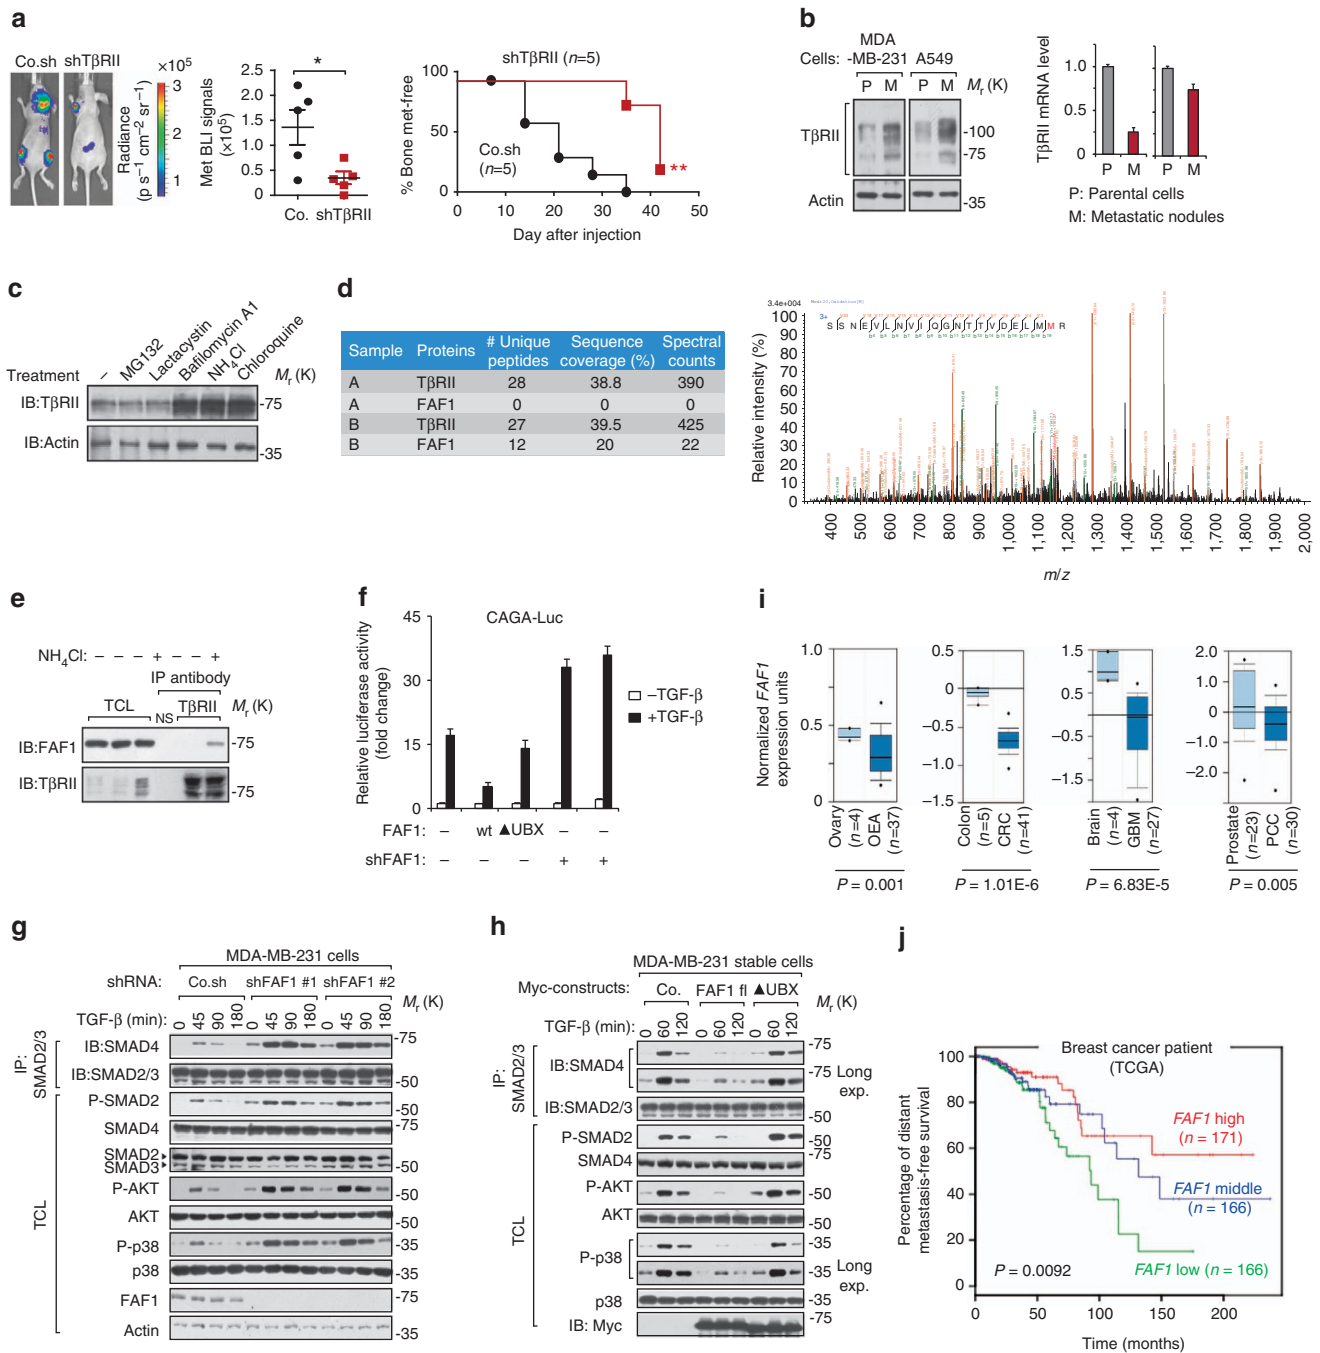 a
Co.sh shTβRII
×10⁵
3
2
1
Radiance
(p s⁻¹ cm⁻² sr⁻¹)
Met BLI signals
(×10⁵)
2.5
2.0
1.5
1.0
0.5
0
*
Co. shTβRII
shTβRII (n=5)
Co.sh
(n=5)
**
% Bone met-free
100
50
0
0 10 20 30 40 50
Day after injection
b
MDA
Cells: -MB-231 A549
P M P M Mr (K)
TβRII
-100
-75
Actin
-35
TβRII mRNA level
1.0
0.5
0
P M P M
P: Parental cells
M: Metastatic nodules
c
Treatment
–
MG132
Lactacystin
Bafilomycin A1
NH4Cl
Chloroquine
Mr (K)
IB:TβRII
-75
IB:Actin
-35
d
Sample Proteins # Unique peptides Sequence coverage (%) Spectral counts
A TβRII 28 38.8 390
A FAF1 0 0 0
B TβRII 27 39.5 425
B FAF1 12 20 22
3.4e+004
3+
S S N E V L N V I Q G N T T V D E L M M R
Relative intensity (%)
100
90
80
70
60
50
40
30
20
10
0
400 500 600 700 800 900 1,000 1,100 1,200 1,300 1,400 1,500 1,600 1,700 1,800 1,900 2,000
m/z
e
NH4Cl: – – – + – – +
IP antibody
TCL NS TβRII Mr (K)
IB:FAF1
-75
IB:TβRII
-75
f
CAGA-Luc
Relative luciferase activity
(fold change)
45
30
15
0
–TGF-β
+TGF-β
FAF1: – wt ▲UBX – –
shFAF1: – – – + +
i
Normalized FAF1
expression units
1.0
0.5
0
Ovary
(n=4)
OEA
(n=37)
P = 0.001
0.5
0
−0.5
−1.0
−1.5
Colon
(n=5)
CRC
(n=41)
P = 1.01E-6
1.5
0.5
−0.5
−1.5
Brain
(n=4)
GBM
(n=27)
P = 6.83E-5
2.0
1.0
0
−1.0
−2.0
Prostate
(n=23)
PCC
(n=30)
P = 0.005
g
MDA-MB-231 cells
shRNA: Co.sh shFAF1 #1 shFAF1 #2
Mr (K)
TGF-β (min): 0 45 90 180 0 45 90 180 0 45 90 180
IP:
SMAD2/3
IB:SMAD4
-75
IB:SMAD2/3
-50
TCL
P-SMAD2
-50
SMAD4
-75
SMAD2
SMAD3
-50
P-AKT
-50
AKT
-50
P-p38
-35
p38
-35
FAF1
-75
Actin
-35
h
MDA-MB-231 stable cells
Myc-constructs: Co. FAF1 fl ▲UBX
Mr (K)
TGF-β (min): 0 60 120 0 60 120 0 60 120
IP:
SMAD2/3
IB:SMAD4
-75
-75
Long
exp.
IB:SMAD2/3
-50
TCL
P-SMAD2
-50
SMAD4
-75
P-AKT
-50
AKT
-50
P-p38
-35
-35
Long
exp.
p38
-35
IB: Myc
-75
j
Breast cancer patient
(TCGA)
Percentage of distant
metastasis-free survival
100
80
60
40
20
0
FAF1 high
(n = 171)
FAF1 middle
(n = 166)
FAF1 low (n = 166)
P = 0.0092
0 50 100 150 200
Time (months)